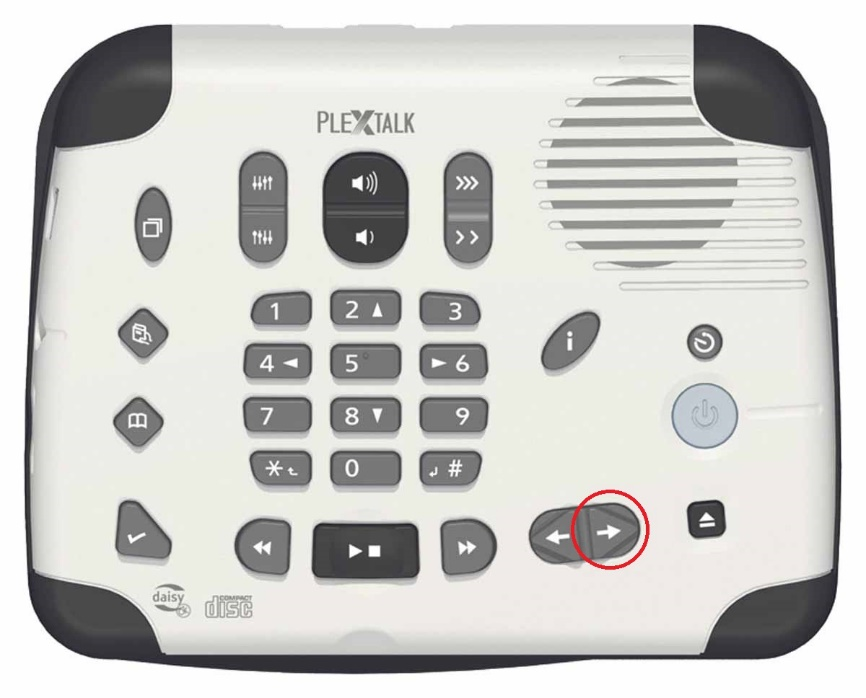 PLEXTALK
1 2 3
4 5 6
7 8 9
* 0 #
i
daisy
COMPACT
disc